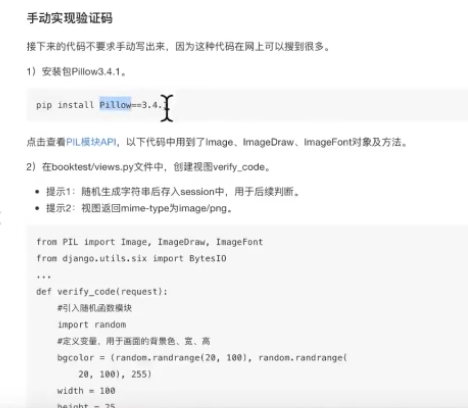 手动实现验证码
接下来的代码不要求手动写出来，因为这种代码在网上可以搜到很多。
1）安装包Pillow3.4.1。
pip install Pillow==3.4.
点击查看PIL模块API，以下代码中用到了Image、ImageDraw、ImageFont对象及方法。
2）在booktest/views.py文件中，创建视图verify_code。
• 提示1：随机生成字符串后存入session中，用于后续判断。
• 提示2：视图返回mime-type为image/png。
from PIL import Image, ImageDraw, ImageFont
from django.utils.six import BytesIO
...
def verify_code(request):
#引入随机函数模块
import random
#定义变量，用于画面的背景色、宽、高
bgcolor = (random.randrange(20, 100), random.randrange(
20, 100), 255)
width = 100
height = 25